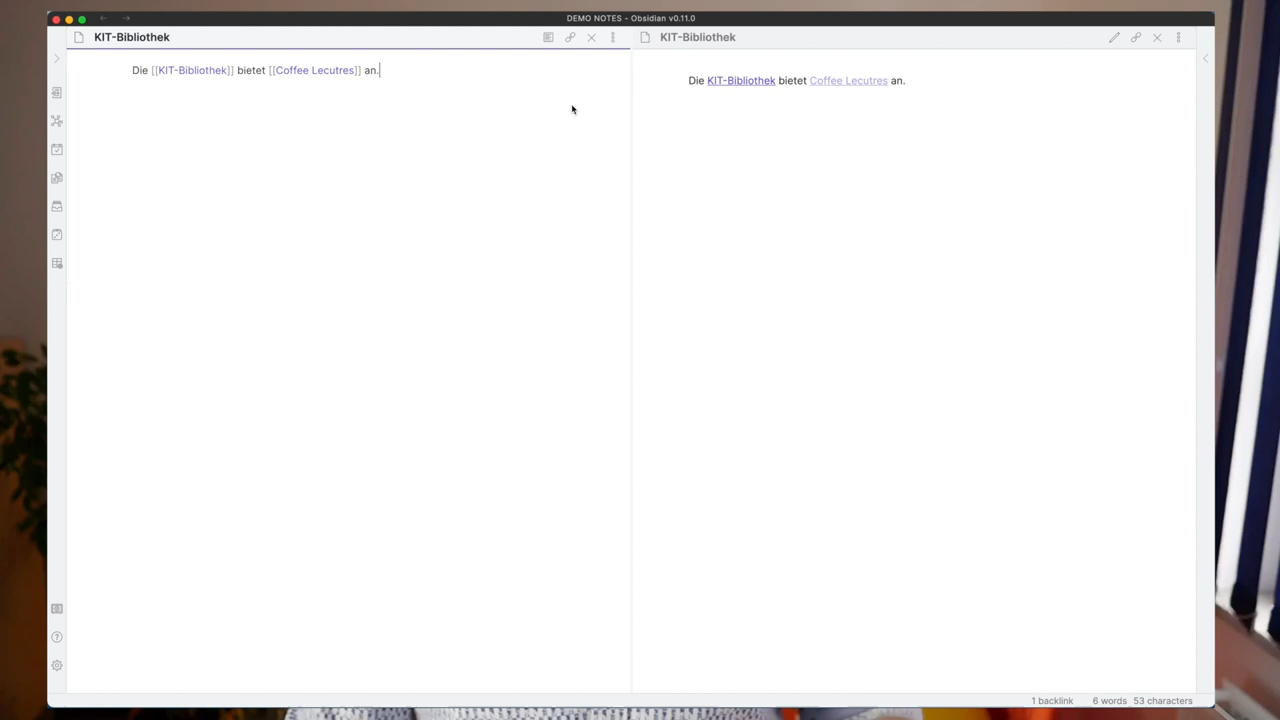 DEMO NOTES - Obsidian v0.11.0
KIT-Bibliothek
Die [[KIT-Bibliothek]] bietet [[Coffee Lecutres]] an.
KIT-Bibliothek
Die KIT-Bibliothek bietet Coffee Lecutres an.
1 backlink 6 words 53 characters